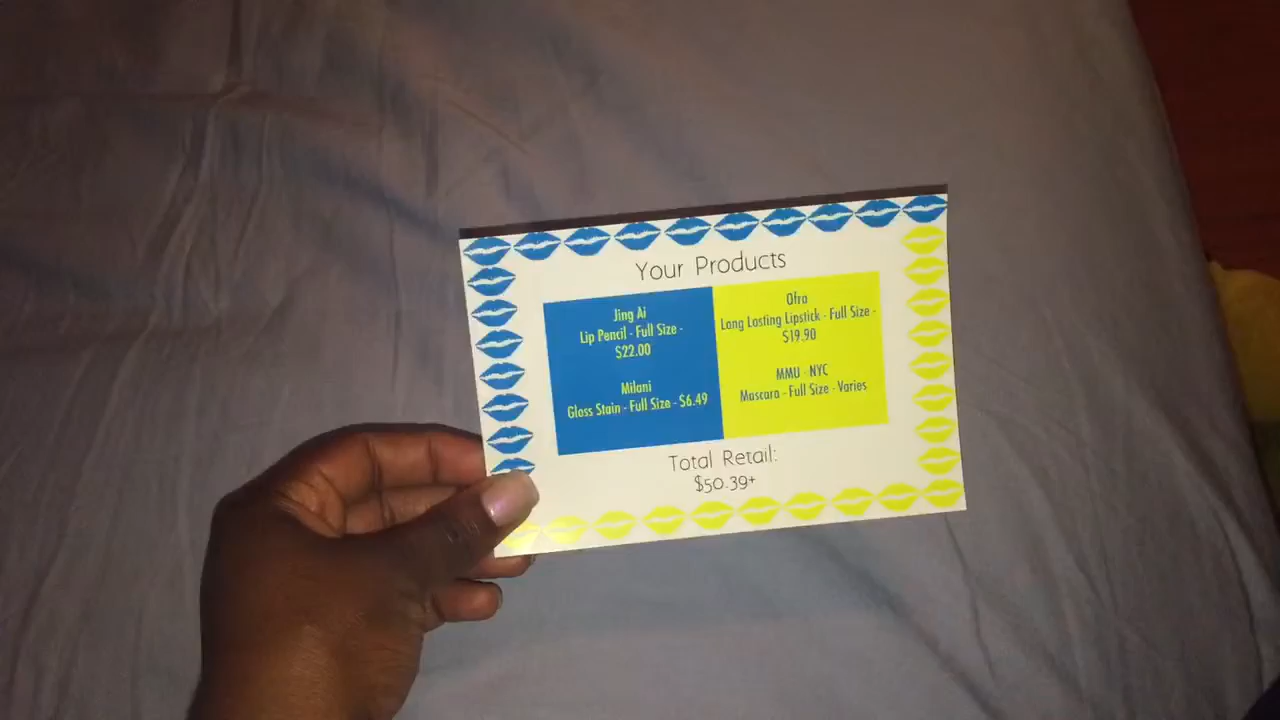 Your Products
Jing Ai
Lip Pencil - Full Size -
$22.00
Milani
Gloss Stain - Full Size - $6.49
Ofra
Long Lasting Lipstick - Full Size -
$19.90
MMU - NYC
Mascara - Full Size - Varies
Total Retail:
$50.39+